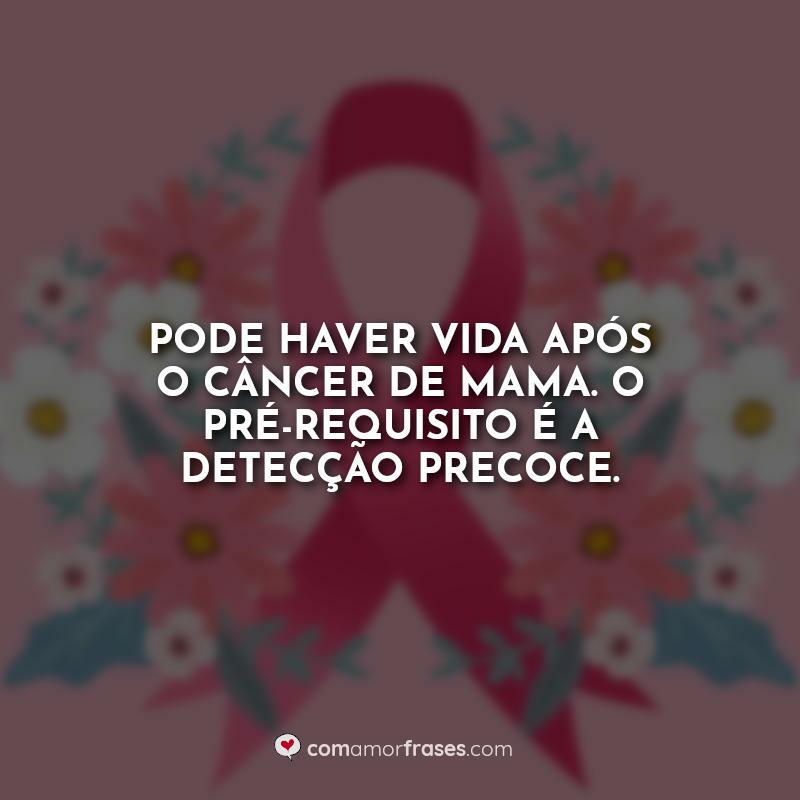 PODE HAVER VIDA APÓS
O CÂNCER DE MAMA. O
PRÉ-REQUISITO É A
DETECÇÃO PRECOCE.
comamorfrases.com